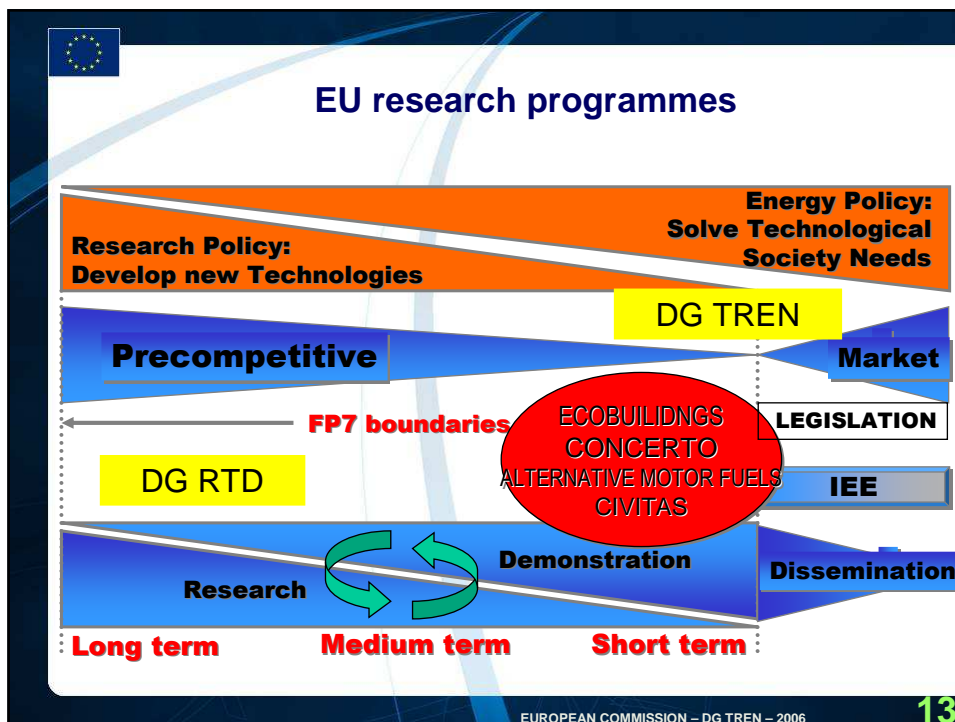 EU research programmes
Energy Policy:
Solve Technological
Society Needs
Research Policy:
Develop new Technologies
DG TREN
Precompetitive
Market
FP7 boundaries
ECOBUILIDNGS
CONCERTO
ALTERNATIVE MOTOR FUELS
CIVITAS
LEGISLATION
DG RTD
IEE
Demonstration
Research
Dissemination
Long term
Medium term
Short term
EUROPEAN COMMISSION – DG TREN – 2006
13